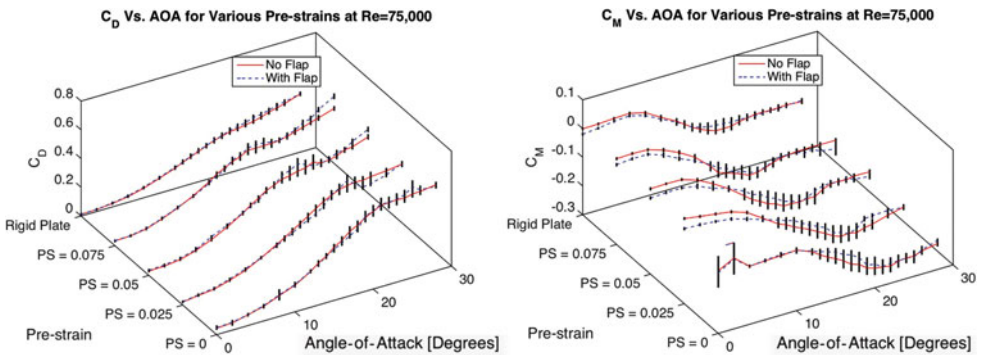 C_D Vs. AOA for Various Pre-strains at Re=75,000
No Flap
With Flap
0.8
0.6
0.4
0.2
0
C_D
Rigid Plate
PS = 0.075
PS = 0.05
PS = 0.025
PS = 0
Pre-strain
0
10
20
30
Angle-of-Attack [Degrees]
C_M Vs. AOA for Various Pre-strains at Re=75,000
No Flap
With Flap
0.1
0
-0.1
-0.2
-0.3
C_M
Rigid Plate
PS = 0.075
PS = 0.05
PS = 0.025
PS = 0
Pre-strain
0
10
20
30
Angle-of-Attack [Degrees]